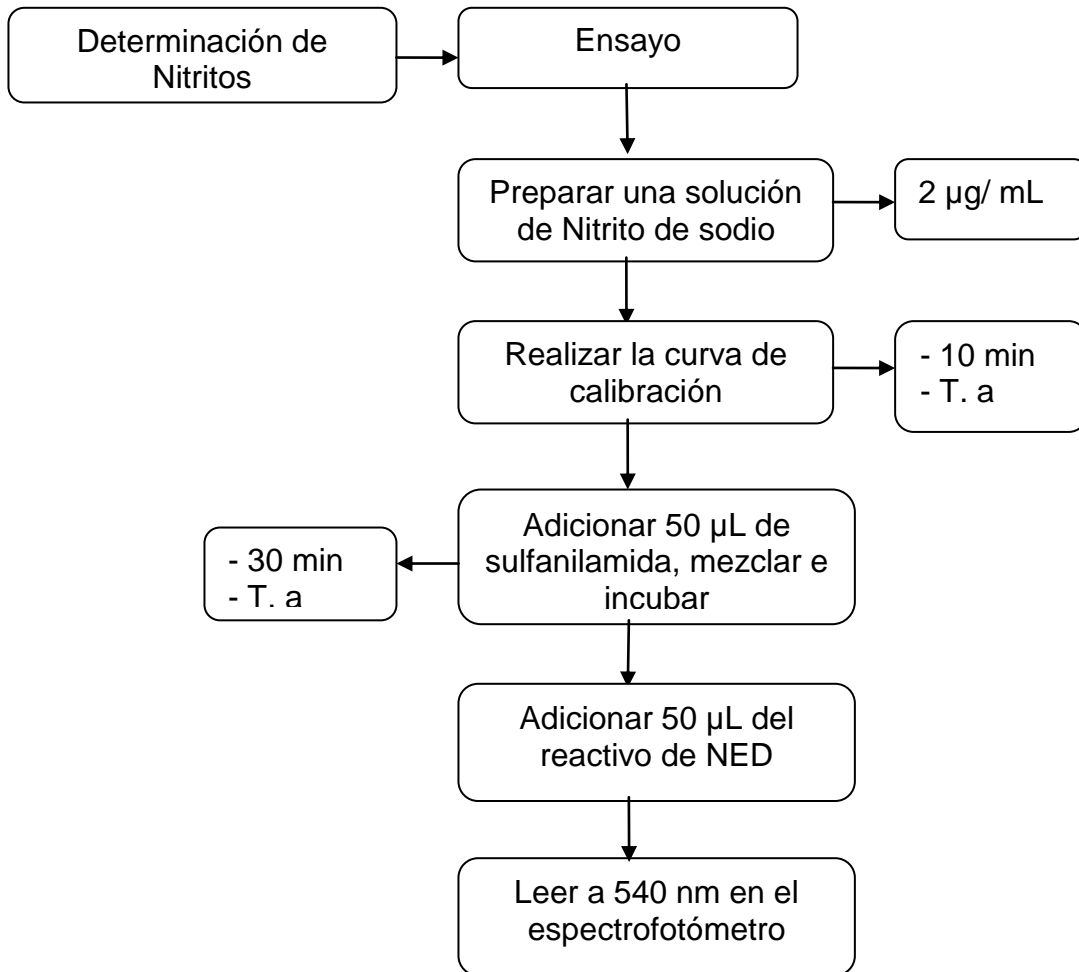 Determinación de
Nitritos
Ensayo
Preparar una solución
de Nitrito de sodio
2 µg/ mL
Realizar la curva de
calibración
- 10 min
- T. a
Adicionar 50 µL de
sulfanilamida, mezclar e
incubar
- 30 min
- T. a
Adicionar 50 µL del
reactivo de NED
Leer a 540 nm en el
espectrofotómetro